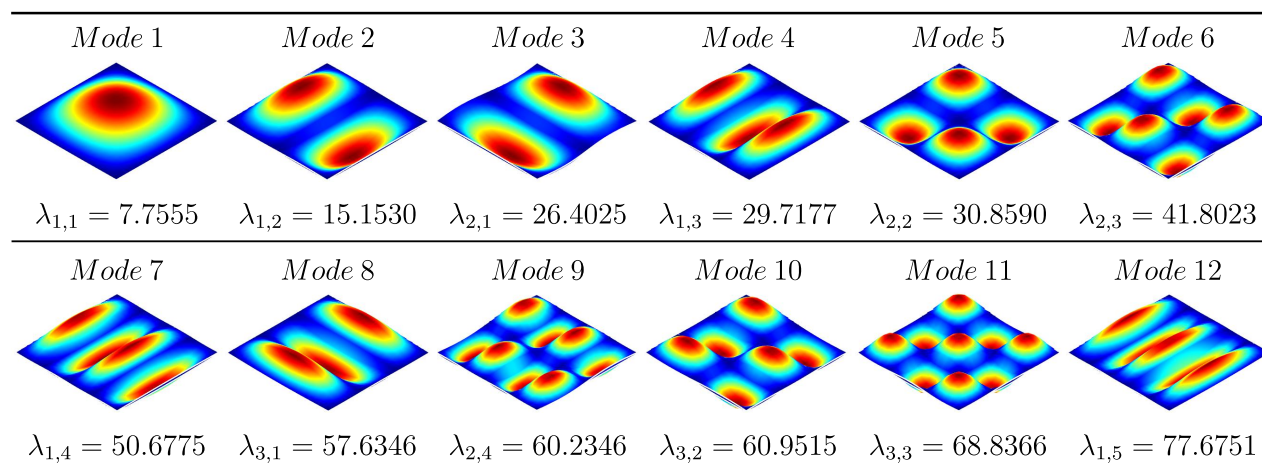 Mode 1 Mode 2 Mode 3 Mode 4 Mode 5 Mode 6
λ1,1 = 7.7555 λ1,2 = 15.1530 λ2,1 = 26.4025 λ1,3 = 29.7177 λ2,2 = 30.8590 λ2,3 = 41.8023
Mode 7 Mode 8 Mode 9 Mode 10 Mode 11 Mode 12
λ1,4 = 50.6775 λ3,1 = 57.6346 λ2,4 = 60.2346 λ3,2 = 60.9515 λ3,3 = 68.8366 λ1,5 = 77.6751